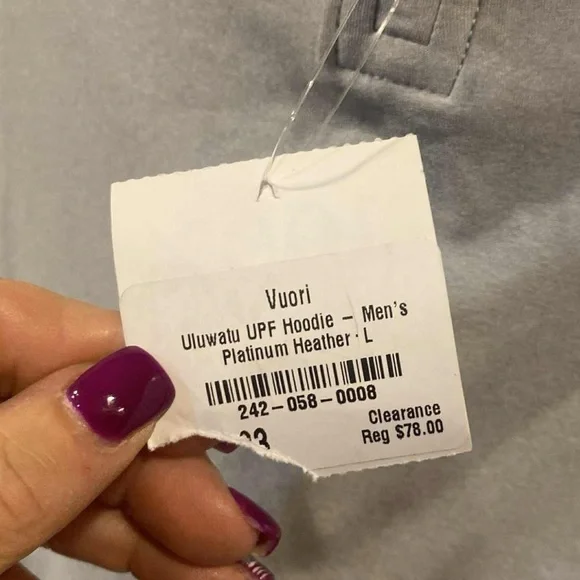 Vuori
Uluwatu UPF Hoodie – Men's
Platinum Heather · L
242-058-0008
Clearance
Reg $78.00